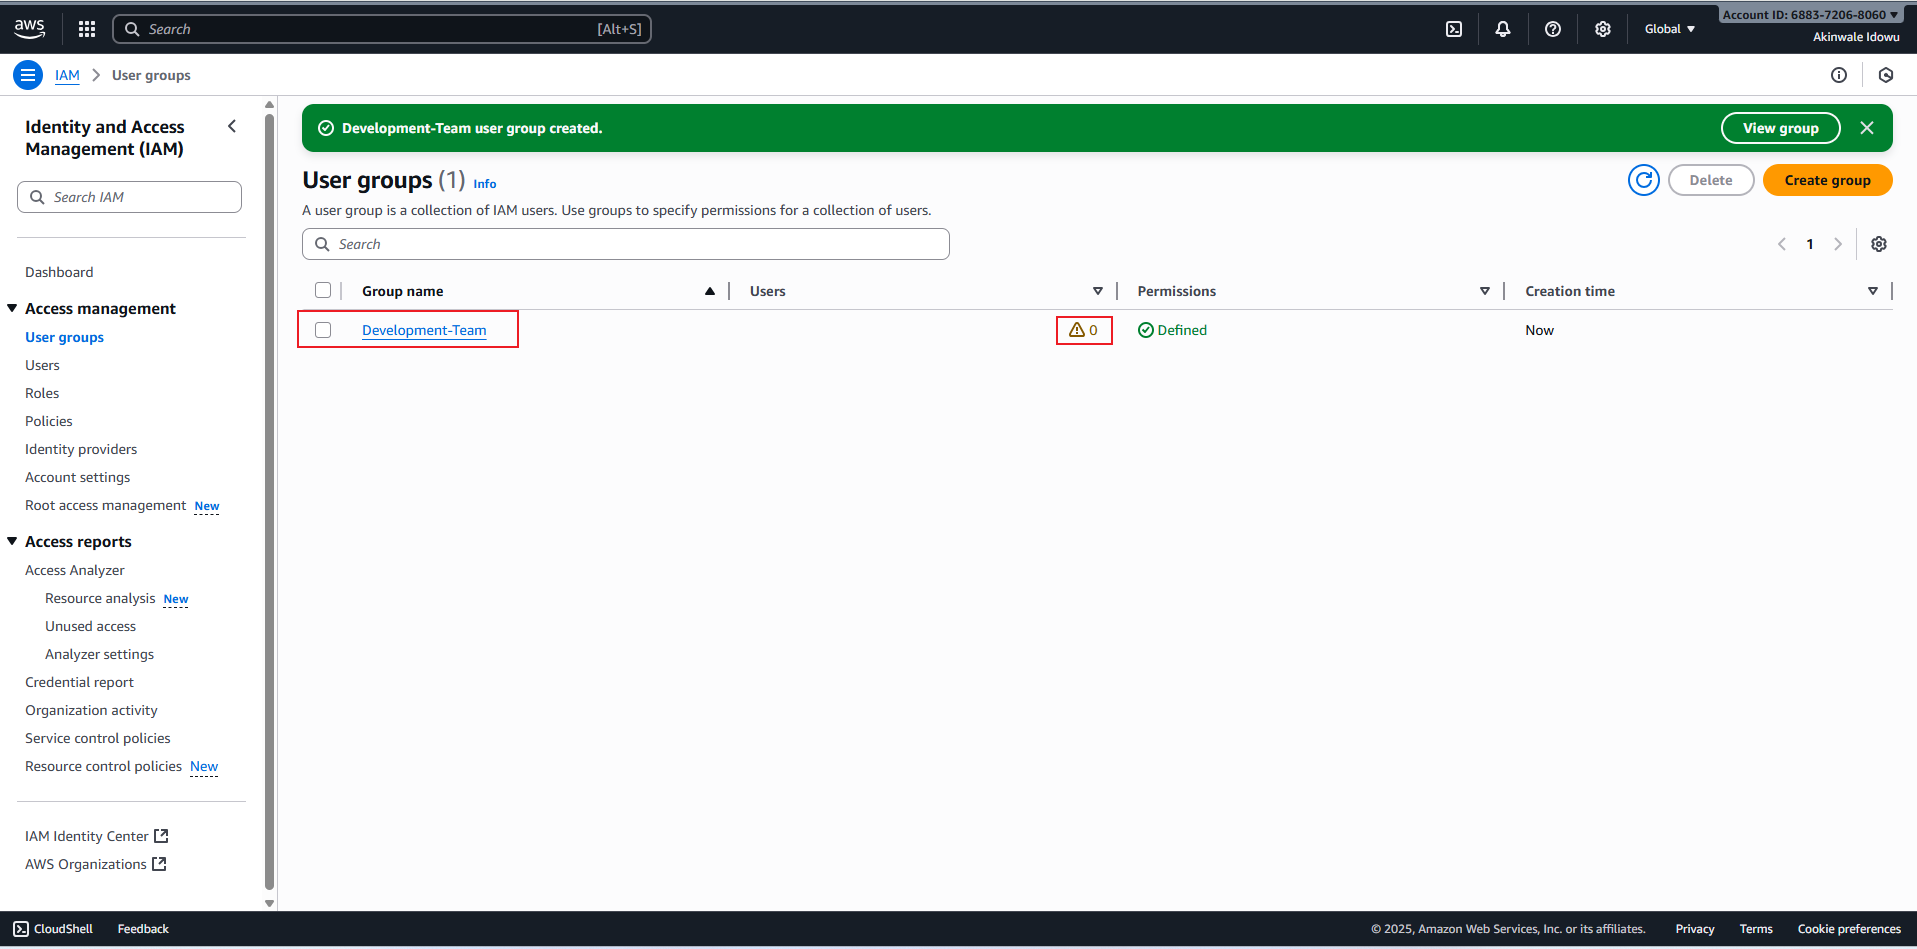 aws
Search
[Alt+S]
Global
Account ID: 6883-7206-8060
Akinwale Idowu
IAM
User groups
Identity and Access
Management (IAM)
Search IAM
Dashboard
Access management
User groups
Users
Roles
Policies
Identity providers
Account settings
Root access management New
Access reports
Access Analyzer
Resource analysis New
Unused access
Analyzer settings
Credential report
Organization activity
Service control policies
Resource control policies New
IAM Identity Center
AWS Organizations
Development-Team user group created.
View group
User groups (1) Info
Delete
Create group
A user group is a collection of IAM users. Use groups to specify permissions for a collection of users.
Search
1
Group name Users Permissions Creation time
Development-Team 0 Defined Now
CloudShell Feedback
© 2025, Amazon Web Services, Inc. or its affiliates. Privacy Terms Cookie preferences